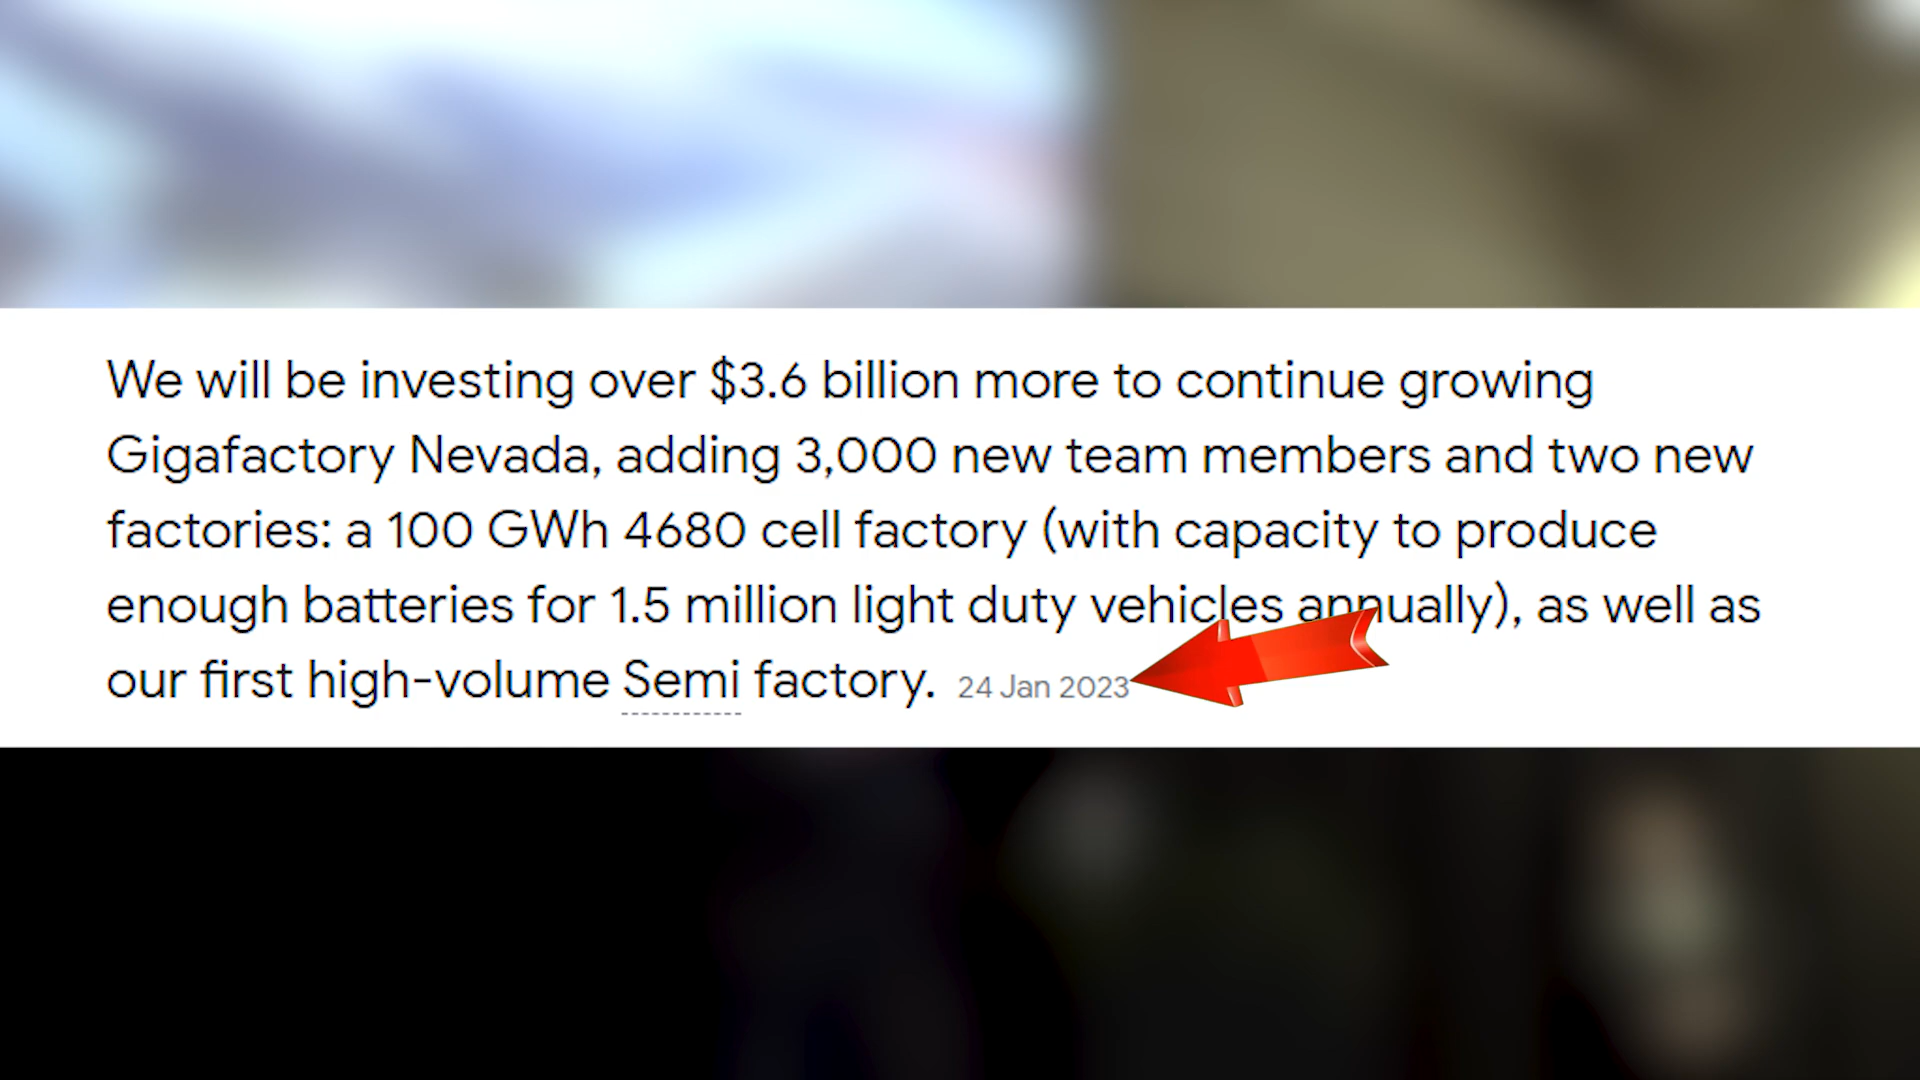 We will be investing over $3.6 billion more to continue growing
Gigafactory Nevada, adding 3,000 new team members and two new
factories: a 100 GWh 4680 cell factory (with capacity to produce
enough batteries for 1.5 million light duty vehicles annually), as well as
our first high-volume Semi factory. 24 Jan 2023